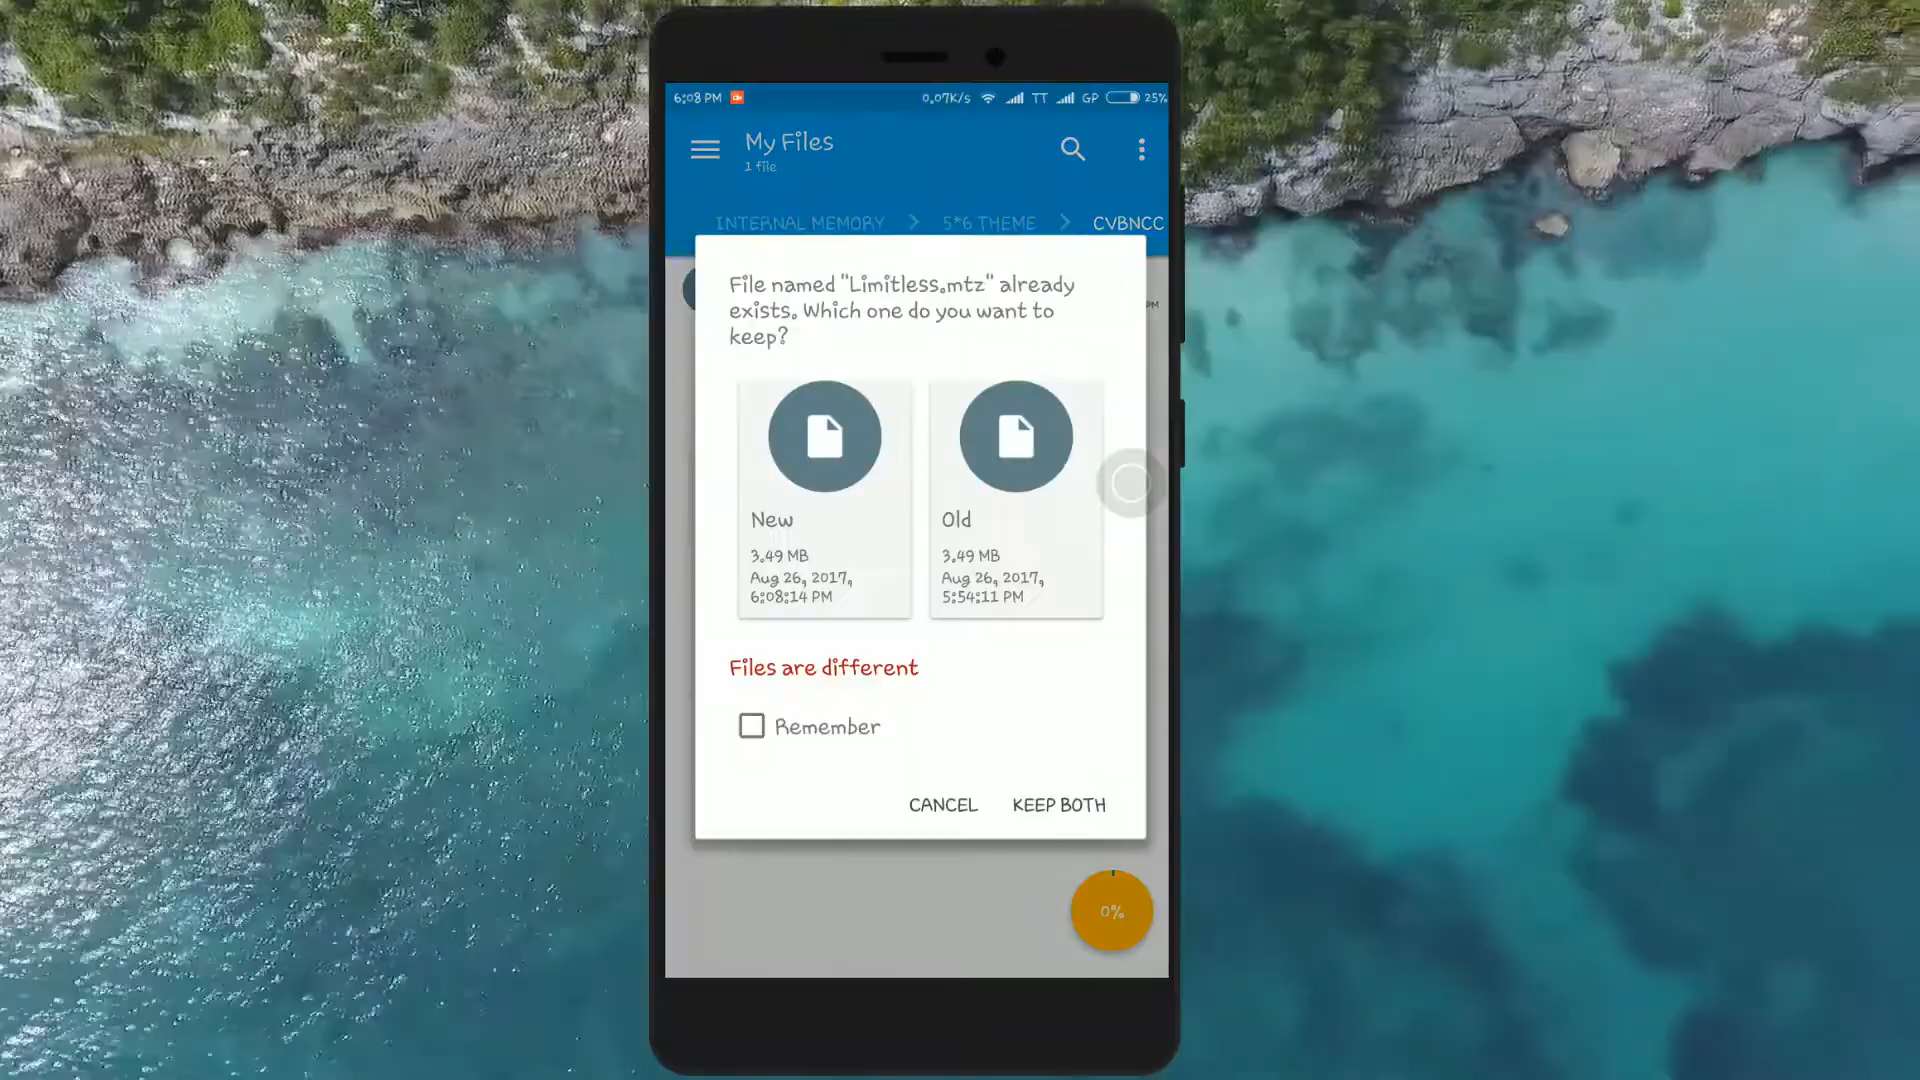 6:08 PM 0.07K/s TT GP 25%
My Files
1 file
INTERNAL MEMORY > 5*6 THEME > CVBNCC
PM
File named "Limitless.mtz" already
exists. Which one do you want to
keep?
New
3.49 MB
Aug 26, 2017,
6:08:14 PM
Old
3.49 MB
Aug 26, 2017,
5:54:11 PM
Files are different
Remember
CANCEL KEEP BOTH
0%